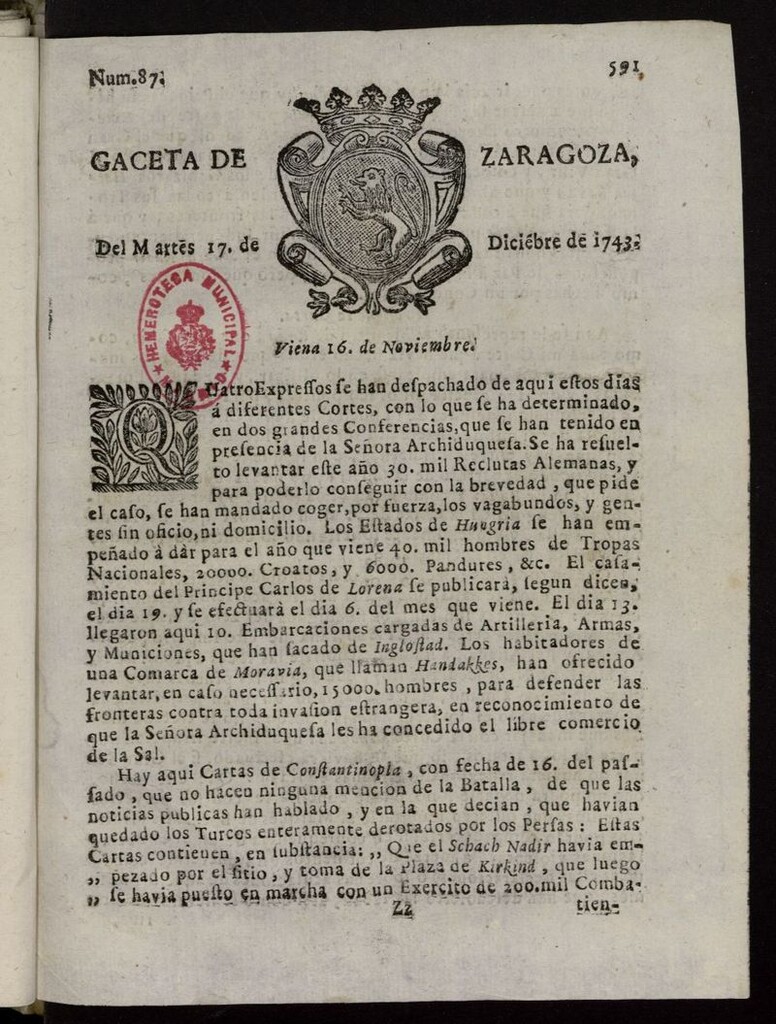 Num.87.
591
GACETA DE ZARAGOZA,
Del Martēs 17. de Diciēbre de 1743.
HEMEROTECA MUNICIPAL
Viena 16. de Noviembre.
QUatro Expreſſos ſe han deſpachado de aqui eſtos dias
á diferentes Cortes, con lo que ſe ha determinado,
en dos grandes Conferencias, que ſe han tenido en
preſencia de la Señora Archiduqueſa. Se ha reſuel-
to levantar eſte año 30. mil Reclutas Alemanas, y
para poderlo conſeguir con la brevedad , que pide
el caſo, ſe han mandado coger, por fuerza, los vagabundos, y gen-
tes ſin oficio, ni domicilio. Los Eſtados de Hungria ſe han em-
peñado à dàr para el año que viene 40. mil hombres de Tropas
Nacionales, 20000. Croatos, y 6000. Pandures , &c. El caſa-
miento del Principe Carlos de Lorena ſe publicará, ſegun dicen,
el dia 19. y ſe efectuará el dia 6. del mes que viene. El dia 13.
llegaron aqui 10. Embarcaciones cargadas de Artilleria, Armas,
y Municiones, que han ſacado de Ingloſtad. Los habitadores de
una Comarca de Moravia, que llaman Handakkes, han ofrecido
levantar, en caſo neceſſario, 15000. hombres , para defender las
fronteras contra toda invaſion eſtrangera, en reconocimiento de
que la Señora Archiduqueſa les ha concedido el libre comercio
de la Sal.
Hay aqui Cartas de Conſtantinopla , con fecha de 16. del paſ-
ſado , que no hacen ninguna mencion de la Batalla , de que las
noticias publicas han hablado , y en la que decian , que havian
quedado los Turcos enteramente derotados por los Perſas : Eſtas
Cartas contienen , en ſubſtancia: ,, Que el Schach Nadir havia em-
,, pezado por el ſitio , y toma de la Plaza de Kirkind , que luego
,, ſe havia pueſto en marcha con un Exercito de 200. mil Comba-
Zz tien-